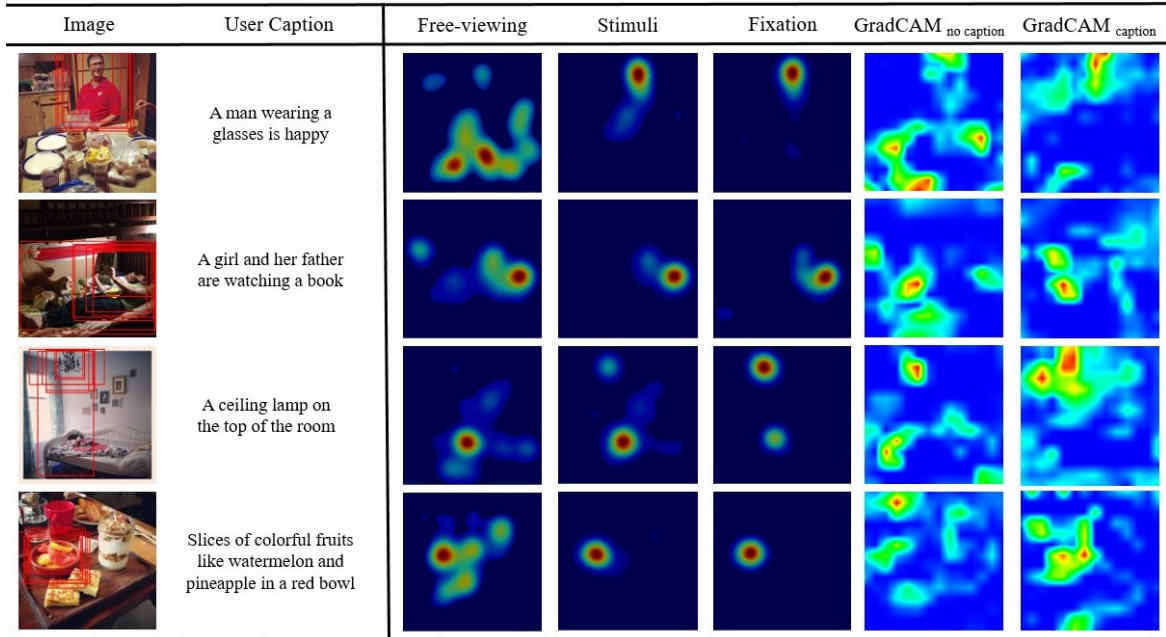 Image User Caption Free-viewing Stimuli Fixation GradCAM no caption GradCAM caption
A man wearing a
glasses is happy
A girl and her father
are watching a book
A ceiling lamp on
the top of the room
Slices of colorful fruits
like watermelon and
pineapple in a red bowl